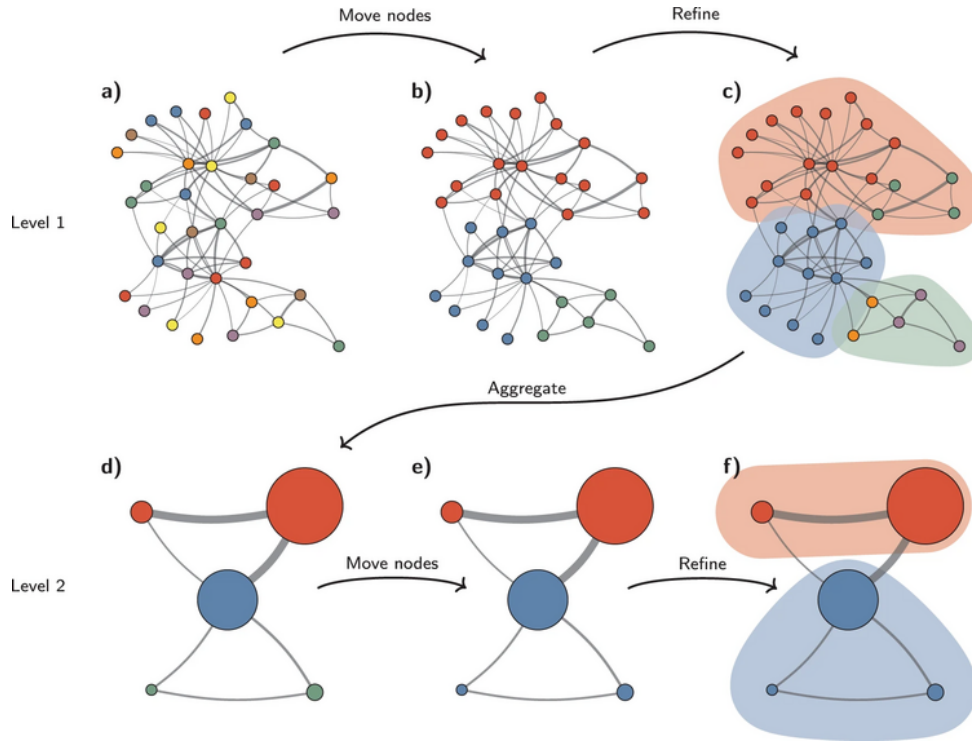 Move nodes
Refine
a)
b)
c)
Level 1
Aggregate
d)
e)
f)
Move nodes
Refine
Level 2